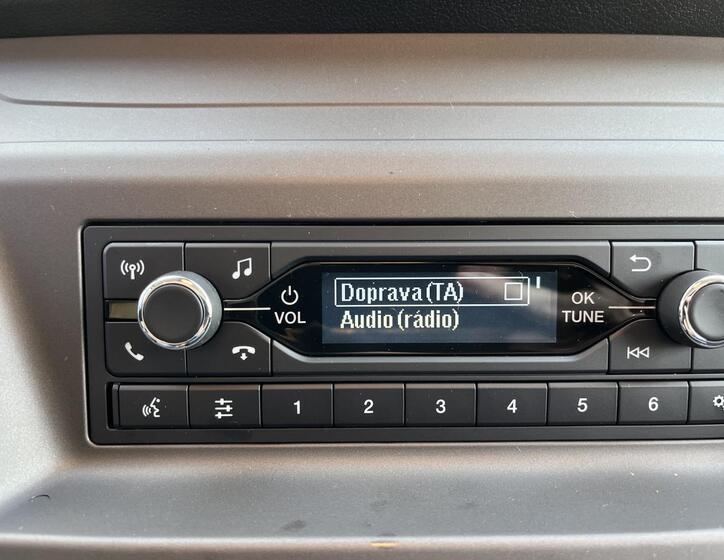 Doprava (TA)
Audio (rádio)
VOL
OK
TUNE
1 2 3 4 5 6